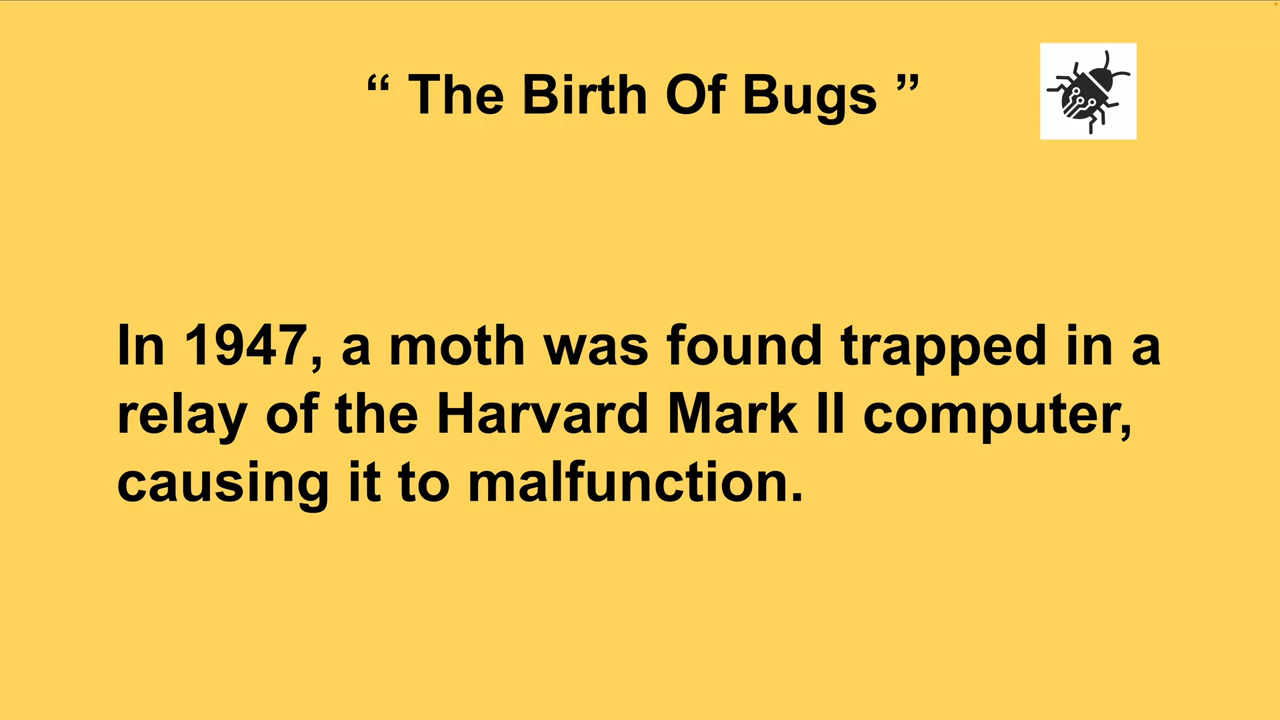 “ The Birth Of Bugs ”
In 1947, a moth was found trapped in a
relay of the Harvard Mark II computer,
causing it to malfunction.